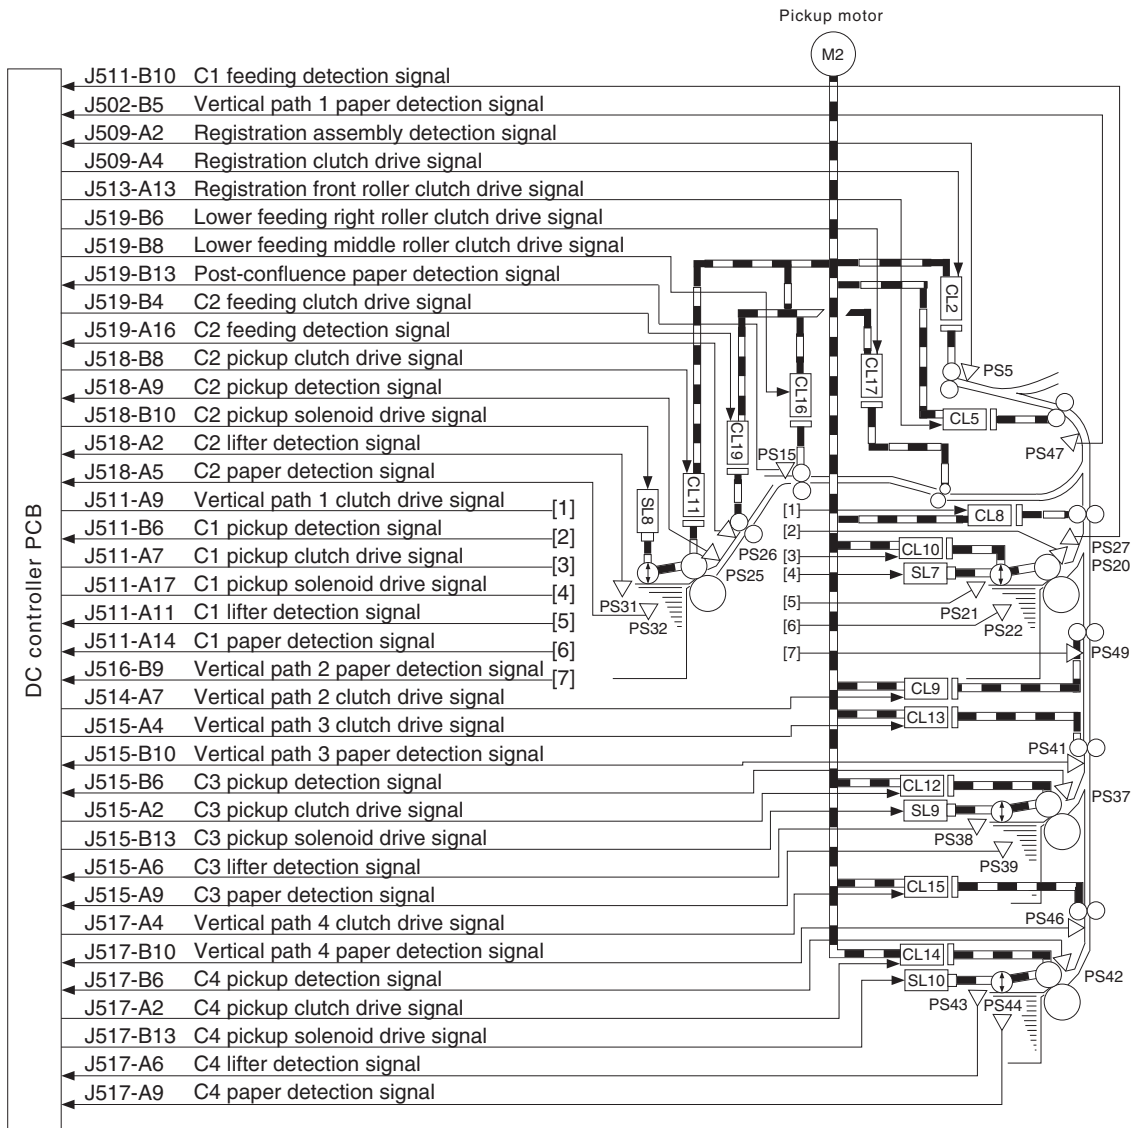 Pickup motor
M2
DC controller PCB
J511-B10 C1 feeding detection signal
J502-B5 Vertical path 1 paper detection signal
J509-A2 Registration assembly detection signal
J509-A4 Registration clutch drive signal
J513-A13 Registration front roller clutch drive signal
J519-B6 Lower feeding right roller clutch drive signal
J519-B8 Lower feeding middle roller clutch drive signal
J519-B13 Post-confluence paper detection signal
J519-B4 C2 feeding clutch drive signal
J519-A16 C2 feeding detection signal
J518-B8 C2 pickup clutch drive signal
J518-A9 C2 pickup detection signal
J518-B10 C2 pickup solenoid drive signal
J518-A2 C2 lifter detection signal
J518-A5 C2 paper detection signal
J511-A9 Vertical path 1 clutch drive signal [1]
J511-B6 C1 pickup detection signal [2]
J511-A7 C1 pickup clutch drive signal [3]
J511-A17 C1 pickup solenoid drive signal [4]
J511-A11 C1 lifter detection signal [5]
J511-A14 C1 paper detection signal [6]
J516-B9 Vertical path 2 paper detection signal [7]
J514-A7 Vertical path 2 clutch drive signal
J515-A4 Vertical path 3 clutch drive signal
J515-B10 Vertical path 3 paper detection signal
J515-B6 C3 pickup detection signal
J515-A2 C3 pickup clutch drive signal
J515-B13 C3 pickup solenoid drive signal
J515-A6 C3 lifter detection signal
J515-A9 C3 paper detection signal
J517-A4 Vertical path 4 clutch drive signal
J517-B10 Vertical path 4 paper detection signal
J517-B6 C4 pickup detection signal
J517-A2 C4 pickup clutch drive signal
J517-B13 C4 pickup solenoid drive signal
J517-A6 C4 lifter detection signal
J517-A9 C4 paper detection signal
CL2
PS5
CL17
CL16
CL5
CL19
PS47
PS15
CL11
SL8
PS26
PS25
PS31
PS32
[1]
CL8
[2]
PS27
[3]
CL10
PS20
[4]
SL7
[5]
PS21
[6]
PS22
[7]
PS49
CL9
CL13
PS41
CL12
PS37
SL9
PS38
PS39
CL15
PS46
CL14
PS42
SL10
PS43
PS44